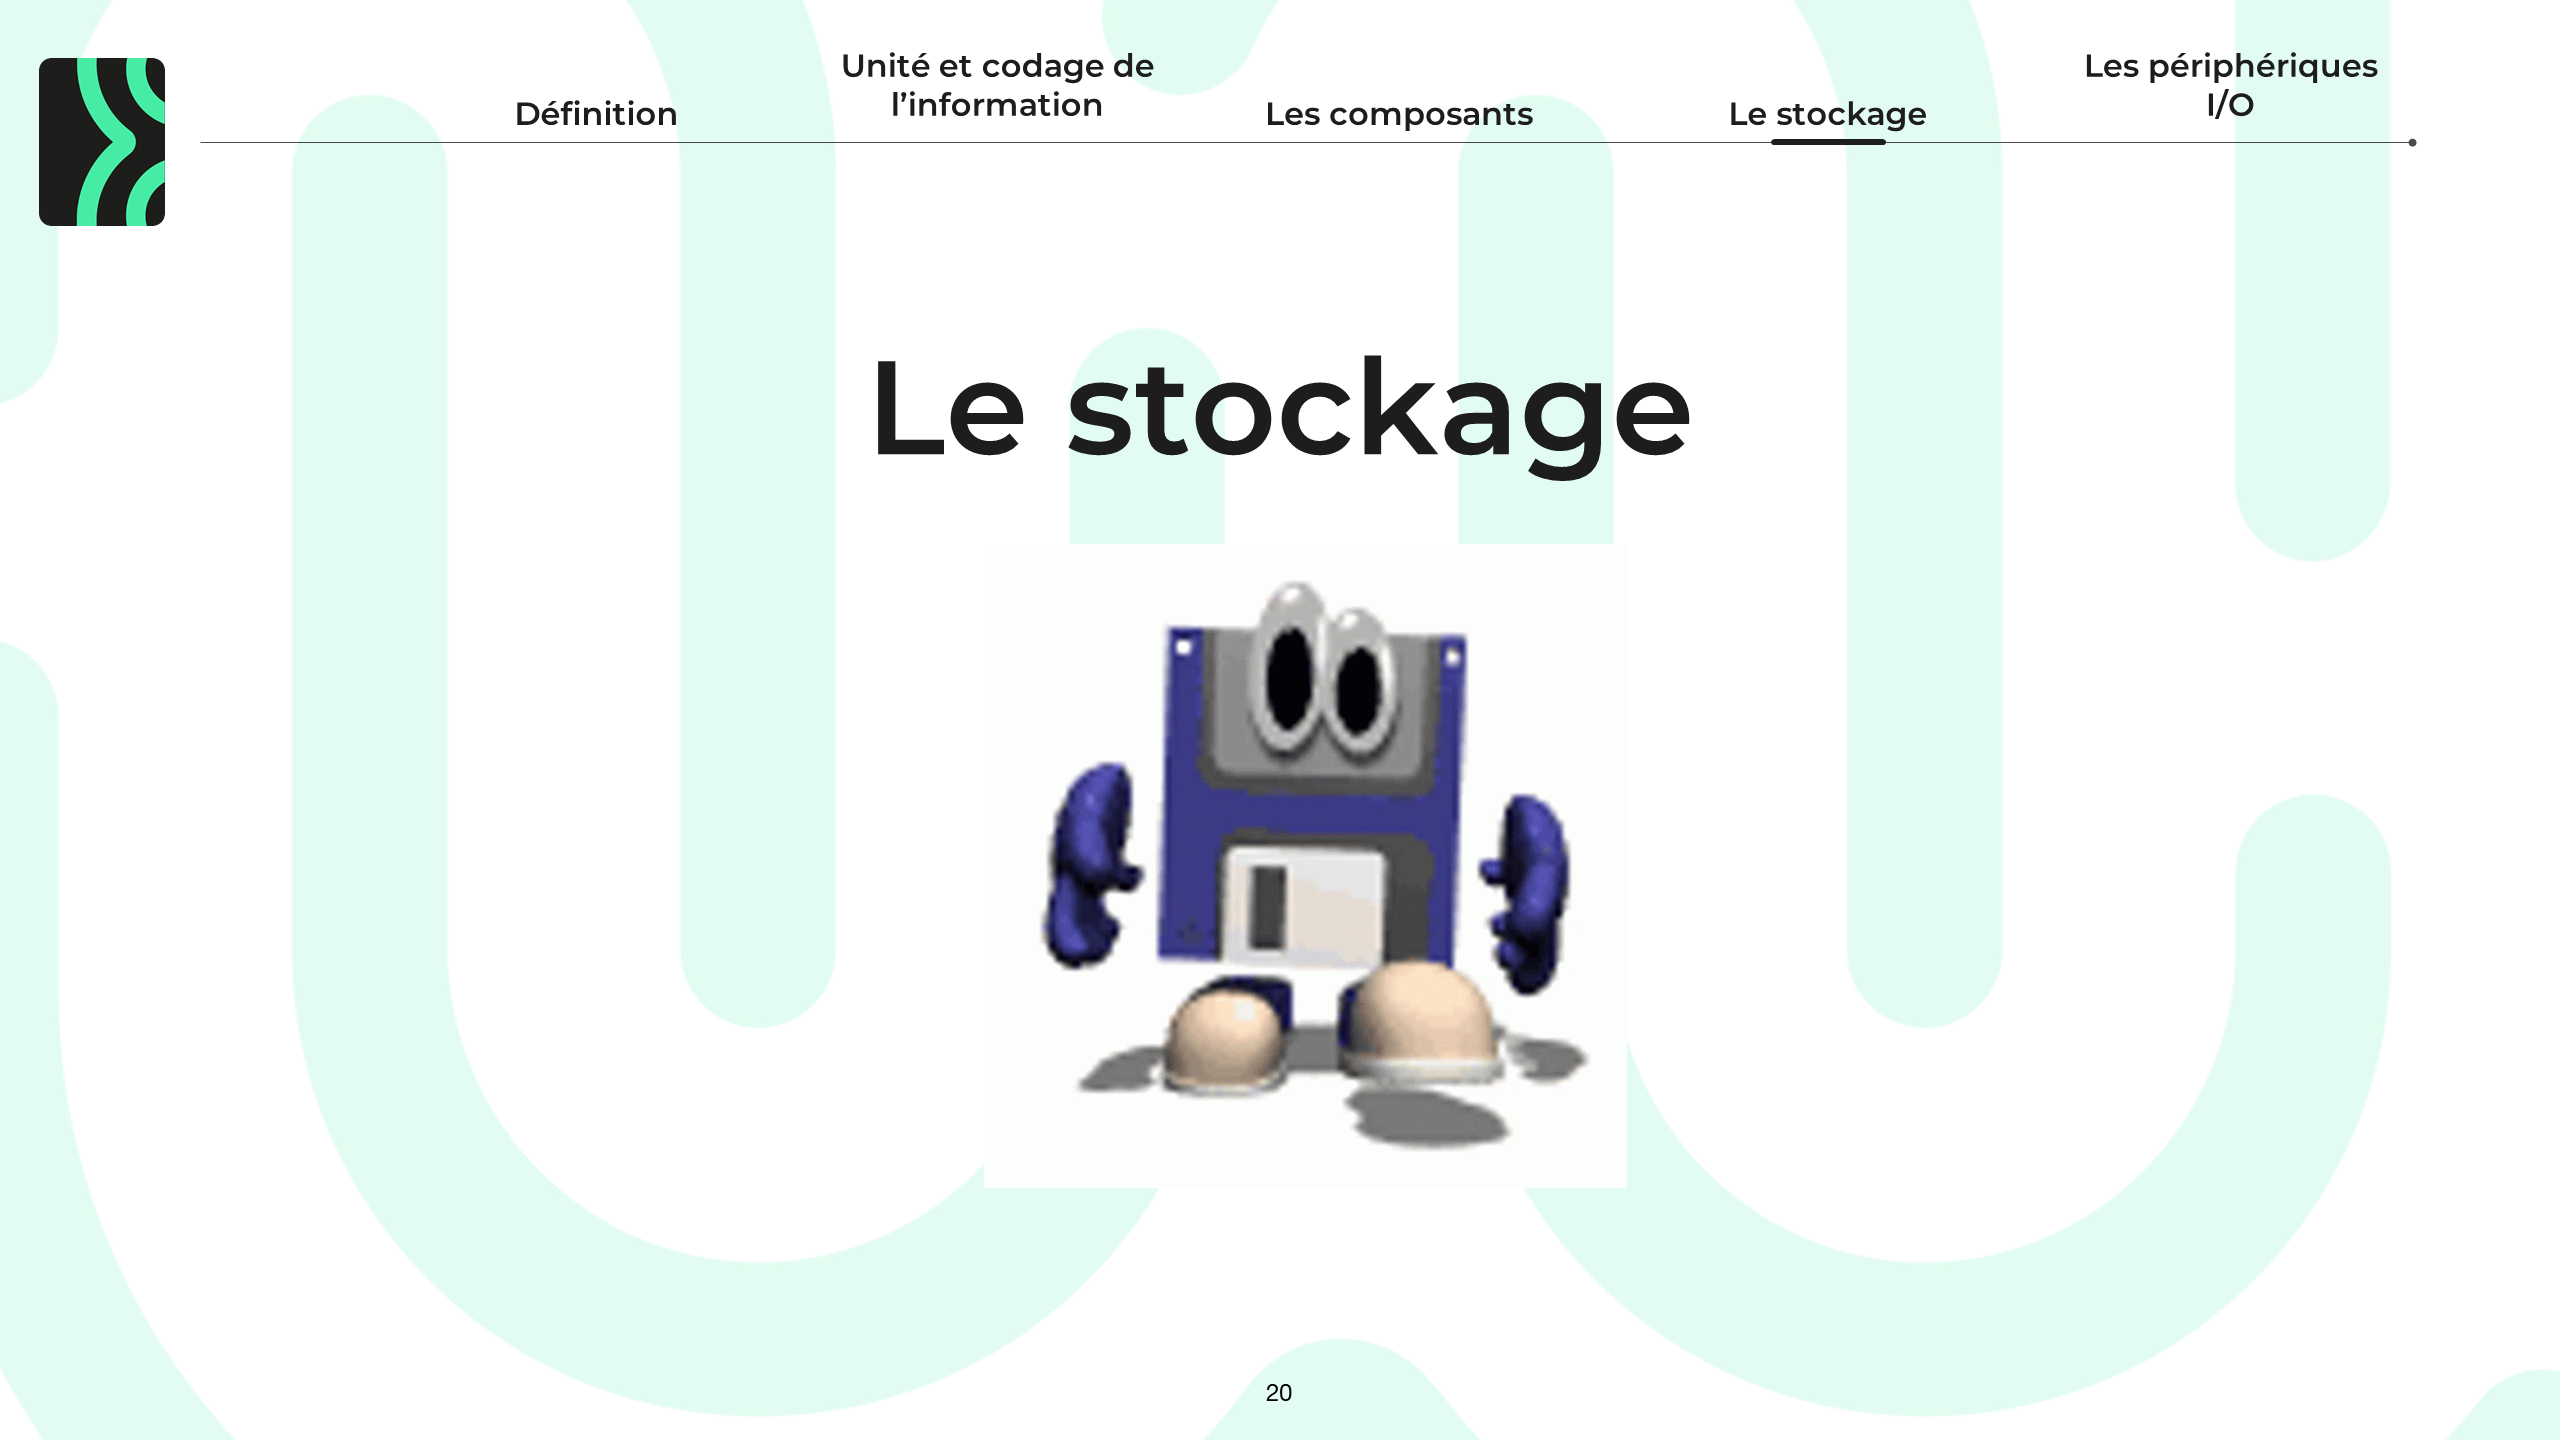 Définition
Unité et codage de
l’information
Les composants
Le stockage
Les périphériques
I/O
Le stockage
20